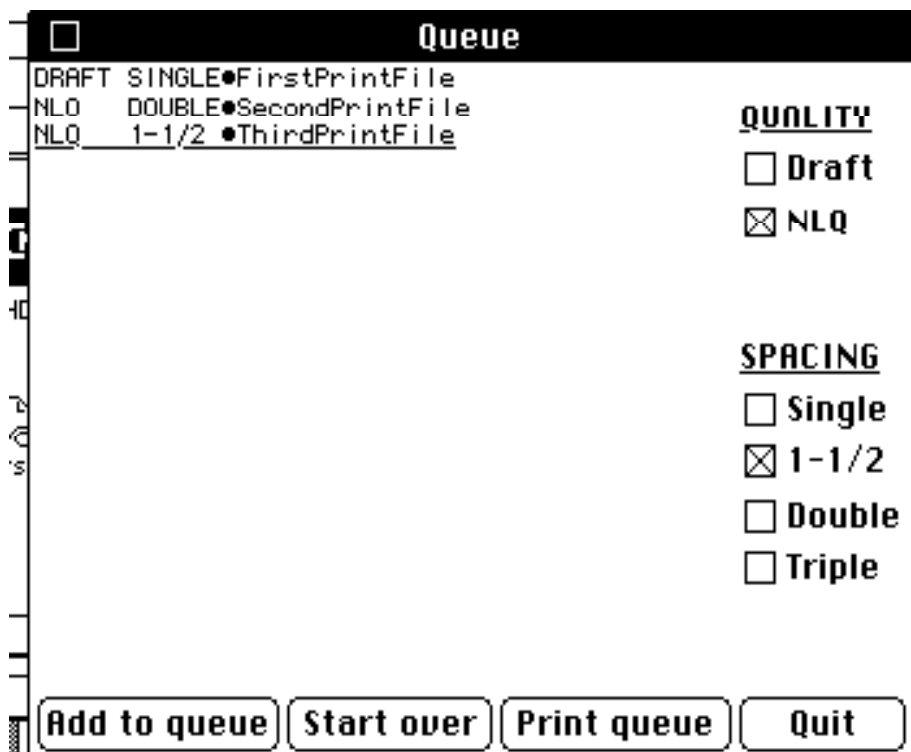 Queue
DRAFT SINGLE●FirstPrintFile
NLQ DOUBLE●SecondPrintFile
NLQ 1-1/2 ●ThirdPrintFile
QUALITY
Draft
NLQ
SPACING
Single
1-1/2
Double
Triple
Add to queue Start over Print queue Quit